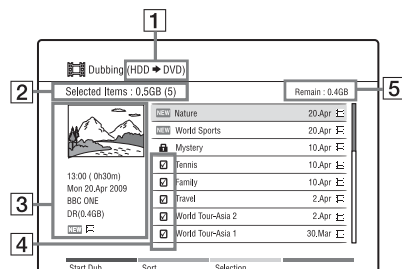 1
Dubbing (HDD ➡ DVD)
2
Selected Items : 0.5GB (5)
Remain : 0.4GB
5
NEW Nature 20.Apr
NEW World Sports 20.Apr
Mystery 10.Apr
Tennis 10.Apr
Family 10.Apr
Travel 2.Apr
World Tour-Asia 2 2.Apr
World Tour-Asia 1 30.Mar
3
13:00 ( 0h30m)
Mon 20.Apr 2009
BBC ONE
DR(0.4GB)
NEW
4
Start Dub Sort Selection